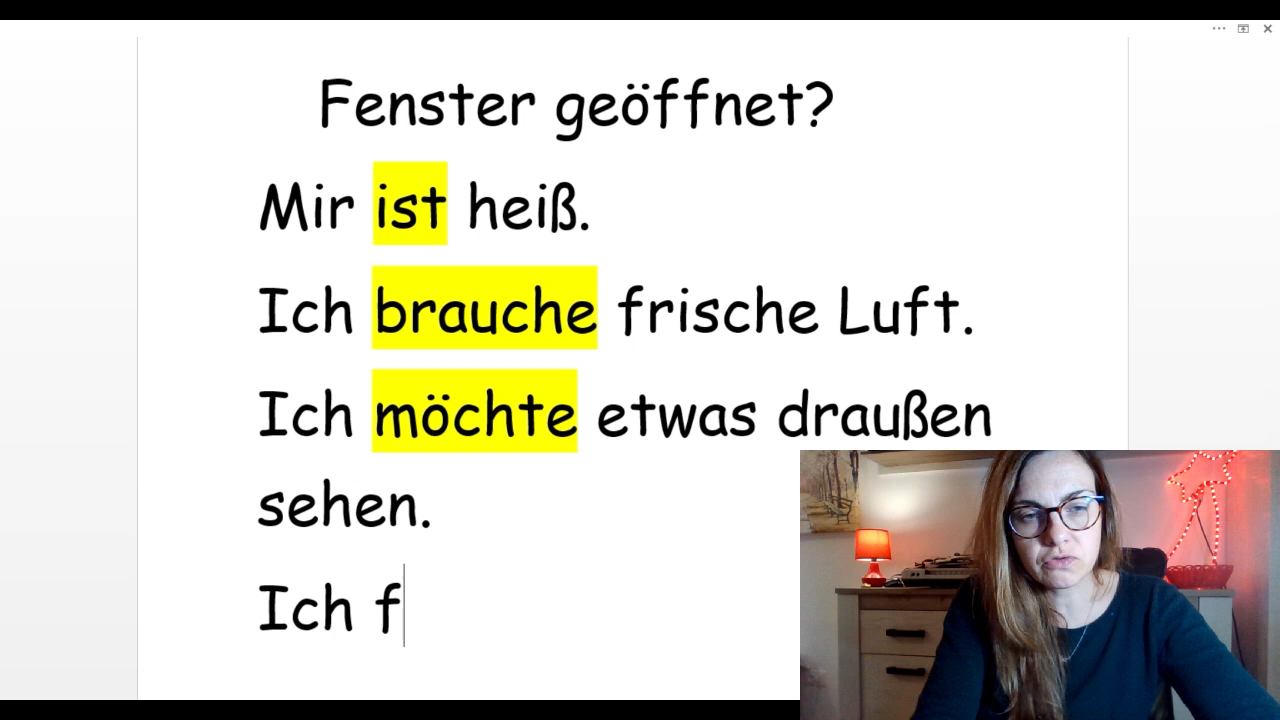 Fenster geöffnet?
Mir ist heiß.
Ich brauche frische Luft.
Ich möchte etwas draußen
sehen.
Ich f